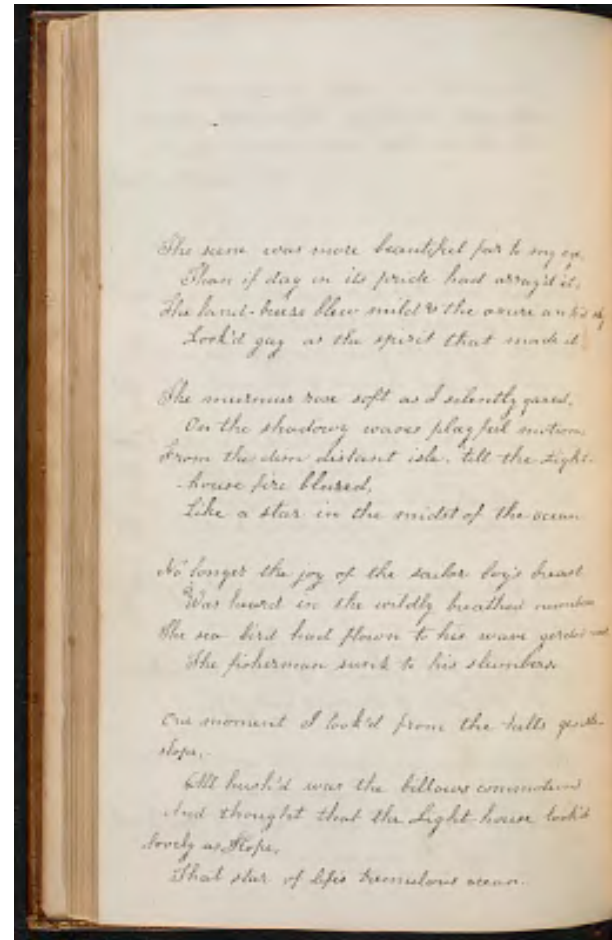 The scene was more beautiful far to my eye,
Than if day in its pride had array'd it,
The land-breeze blew mild & the azure arch'd sky
Look'd gay as the spirit that made it.
The murmur rose soft as I silently gazed,
On the shadowy waves playful motion,
From the dim distant isle, 'till the Light-
house fire blazed,
Like a star in the midst of the ocean
No longer the joy of the sailor boy's breast
Was heard in the wildly breathed numbers
The sea bird had flown to his wave
The fisherman sunk to his slumbers
One moment I look'd from the hills gentle
slope,
All hush'd was the billows commotion
And thought that the Light-house look'd
lovely as Hope,
That star of life's tremulous ocean.